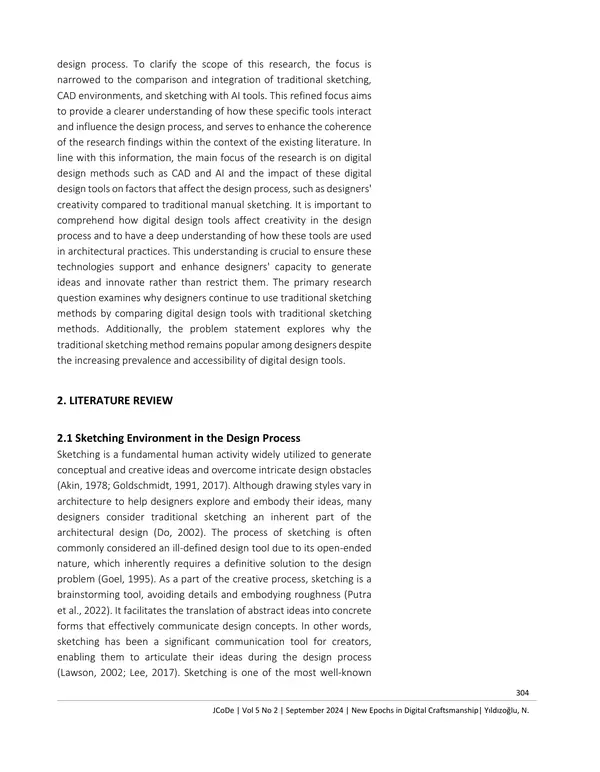 design process. To clarify the scope of this research, the focus is
narrowed to the comparison and integration of traditional sketching,
CAD environments, and sketching with AI tools. This refined focus aims
to provide a clearer understanding of how these specific tools interact
and influence the design process, and serves to enhance the coherence
of the research findings within the context of the existing literature. In
line with this information, the main focus of the research is on digital
design methods such as CAD and AI and the impact of these digital
design tools on factors that affect the design process, such as designers'
creativity compared to traditional manual sketching. It is important to
comprehend how digital design tools affect creativity in the design
process and to have a deep understanding of how these tools are used
in architectural practices. This understanding is crucial to ensure these
technologies support and enhance designers' capacity to generate
ideas and innovate rather than restrict them. The primary research
question examines why designers continue to use traditional sketching
methods by comparing digital design tools with traditional sketching
methods. Additionally, the problem statement explores why the
traditional sketching method remains popular among designers despite
the increasing prevalence and accessibility of digital design tools.
2. LITERATURE REVIEW
2.1 Sketching Environment in the Design Process
Sketching is a fundamental human activity widely utilized to generate
conceptual and creative ideas and overcome intricate design obstacles
(Akin, 1978; Goldschmidt, 1991, 2017). Although drawing styles vary in
architecture to help designers explore and embody their ideas, many
designers consider traditional sketching an inherent part of the
architectural design (Do, 2002). The process of sketching is often
commonly considered an ill-defined design tool due to its open-ended
nature, which inherently requires a definitive solution to the design
problem (Goel, 1995). As a part of the creative process, sketching is a
brainstorming tool, avoiding details and embodying roughness (Putra
et al., 2022). It facilitates the translation of abstract ideas into concrete
forms that effectively communicate design concepts. In other words,
sketching has been a significant communication tool for creators,
enabling them to articulate their ideas during the design process
(Lawson, 2002; Lee, 2017). Sketching is one of the most well-known
304
JCoDe | Vol 5 No 2 | September 2024 | New Epochs in Digital Craftsmanship| Yıldızoğlu, N.